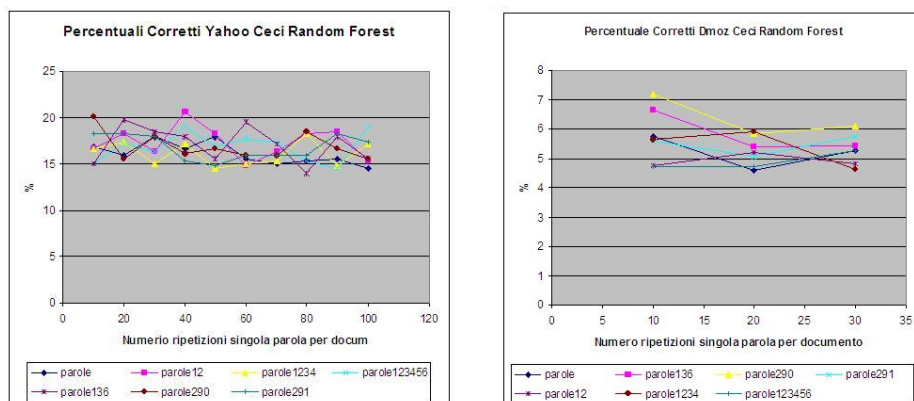 Percentuali Corretti Yahoo Ceci Random Forest
25
20
15
10
5
0
%
0 20 40 60 80 100 120
Numerio ripetizioni singola parola per docum
parole parole12 parole1234 parole123456
parole136 parole290 parole291
Percentuale Corretti Dmoz Ceci Random Forest
8
7
6
5
4
3
2
1
0
%
0 5 10 15 20 25 30 35
Numero ripetizioni singola parola per documento
parole parole136 parole290 parole291
parole12 parole1234 parole123456